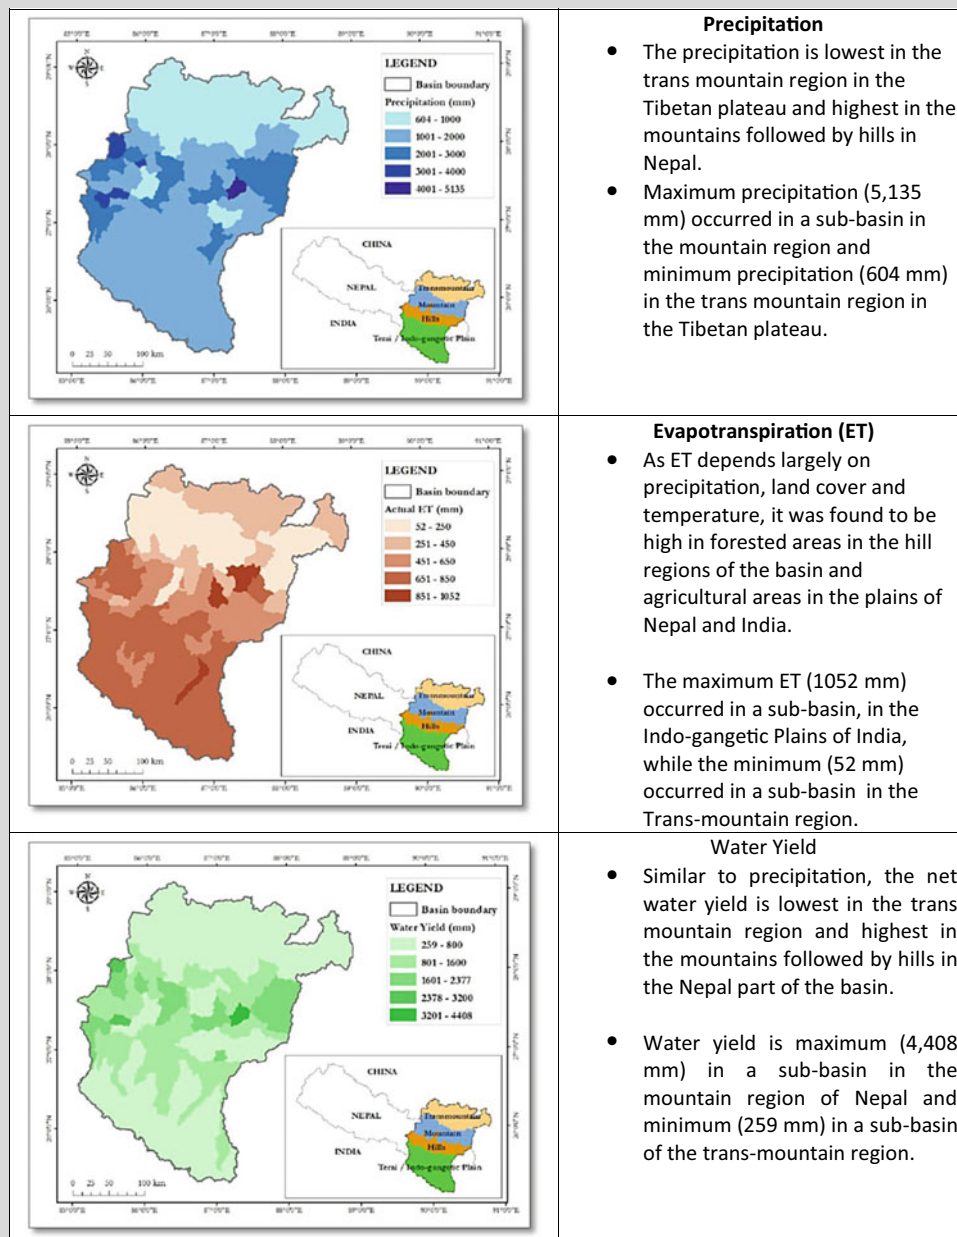 Precipitation
• The precipitation is lowest in the
trans mountain region in the
Tibetan plateau and highest in the
mountains followed by hills in
Nepal.
• Maximum precipitation (5,135
mm) occurred in a sub-basin in
the mountain region and
minimum precipitation (604 mm)
in the trans mountain region in
the Tibetan plateau.
LEGEND
Basin boundary
Precipitation (mm)
604 - 1000
1001 - 2000
2001 - 3000
3001 - 4000
4001 - 5135
CHINA
NEPAL
INDIA
Transmountain
Mountain
Hills
Terai / Indo-gangetic Plain
0 25 50 100 km
Evapotranspiration (ET)
• As ET depends largely on
precipitation, land cover and
temperature, it was found to be
high in forested areas in the hill
regions of the basin and
agricultural areas in the plains of
Nepal and India.
• The maximum ET (1052 mm)
occurred in a sub-basin, in the
Indo-gangetic Plains of India,
while the minimum (52 mm)
occurred in a sub-basin in the
Trans-mountain region.
LEGEND
Basin boundary
Actual ET (mm)
52 - 250
251 - 450
451 - 650
651 - 850
851 - 1052
CHINA
NEPAL
INDIA
Transmountain
Mountain
Hills
Terai / Indo-gangetic Plain
0 25 50 100 km
Water Yield
• Similar to precipitation, the net
water yield is lowest in the trans
mountain region and highest in
the mountains followed by hills in
the Nepal part of the basin.
• Water yield is maximum (4,408
mm) in a sub-basin in the
mountain region of Nepal and
minimum (259 mm) in a sub-basin
of the trans-mountain region.
LEGEND
Basin boundary
Water Yield (mm)
259 - 800
801 - 1600
1601 - 2377
2378 - 3200
3201 - 4408
CHINA
NEPAL
INDIA
Transmountain
Mountain
Hills
Terai / Indo-gangetic Plain
0 25 50 100 km